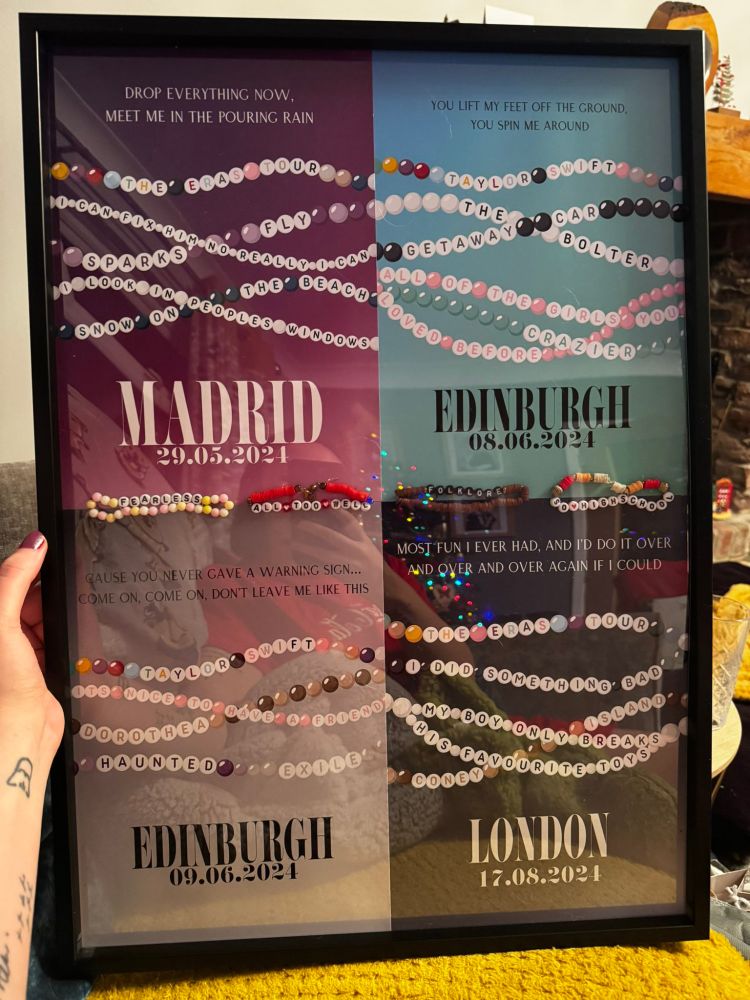 DROP EVERYTHING NOW,
MEET ME IN THE POURING RAIN
THE ERAS TOUR
I CAN FIX HIM NO REALLY I CAN
FLY
SPARKS
THE BEACH
I LOOK IN PEOPLES WINDOWS
SNOW ON
MADRID
29.05.2024
YOU LIFT MY FEET OFF THE GROUND,
YOU SPIN ME AROUND
TAYLOR SWIFT
THE
CAR
GETAWAY
BOLTER
ALL OF THE GIRLS YOU
LOVED BEFORE
CRAZIER
EDINBURGH
08.06.2024
FEARLESS
ALL TOO WELL
FOLKLORE
HIGHSCHOO
CAUSE YOU NEVER GAVE A WARNING SIGN...
COME ON, COME ON, DON'T LEAVE ME LIKE THIS
TAYLOR SWIFT
ITS NICE TO HAVE A FRIEND
DOROTHEA
HAUNTED
EXILE
EDINBURGH
09.06.2024
MOST FUN I EVER HAD, AND I'D DO IT OVER
AND OVER AND OVER AGAIN IF I COULD
THE ERAS TOUR
I DID SOMETHING BAD
ISLAND
MY BOY ONLY BREAKS
HIS FAVOURITE TOYS
CONEY
LONDON
17.08.2024